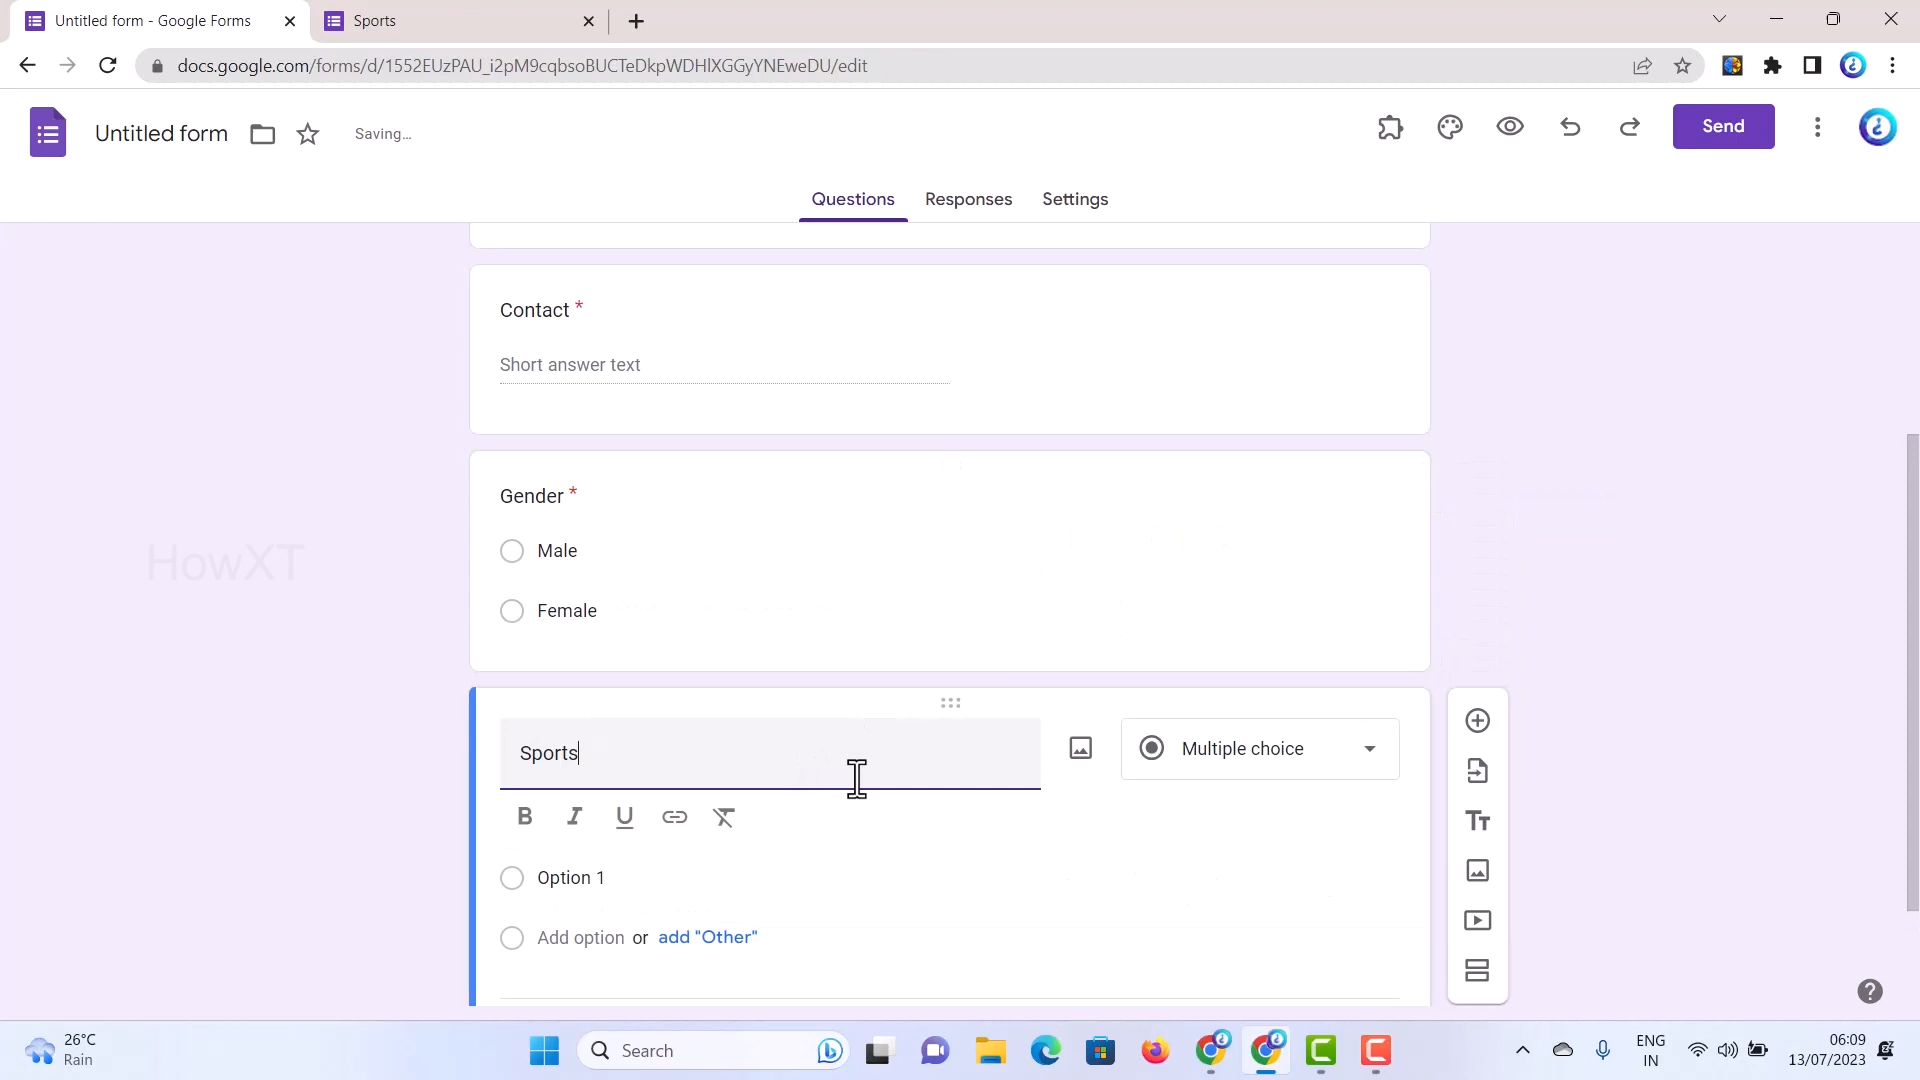 Untitled form - Google Forms
Sports
docs.google.com/forms/d/1552EUzPAU_i2pM9cqbsoBUCTeDkpWDHlXGGyYNEweDU/edit
Untitled form
Saving...
Send
Questions
Responses
Settings
Contact *
Short answer text
Gender *
Male
Female
HowXT
Sports
Multiple choice
B I U
Option 1
Add option or add "Other"
26°C
Rain
Search
ENG
IN
06:09
13/07/2023